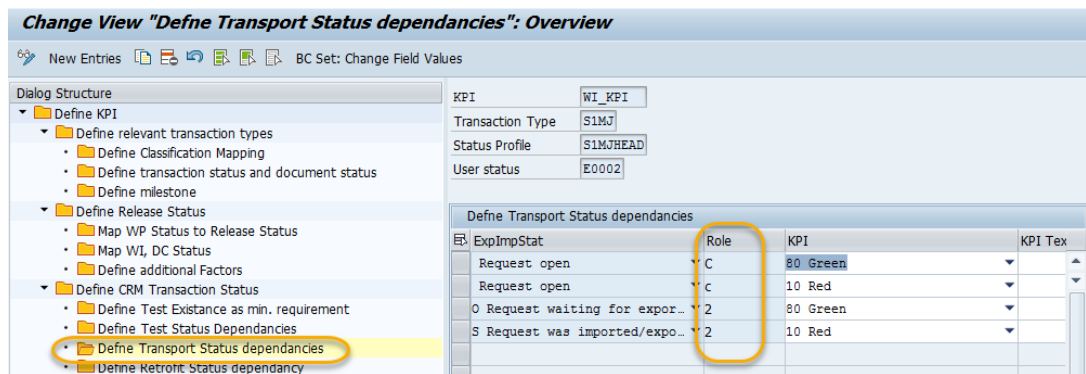 Change View "Defne Transport Status dependancies": Overview
New Entries BC Set: Change Field Values
Dialog Structure
Define KPI
Define relevant transaction types
Define Classification Mapping
Define transaction status and document status
Define milestone
Define Release Status
Map WP Status to Release Status
Map WI, DC Status
Define additional Factors
Define CRM Transaction Status
Define Test Existance as min. requirement
Define Test Status Dependancies
Defne Transport Status dependancies
Define Retrofit Status dependancy
KPI WI_KPI
Transaction Type S1MJ
Status Profile S1MJHEAD
User status E0002
Defne Transport Status dependancies
ExpImpStat Role KPI KPI Tex
Request open C 80 Green
Request open c 10 Red
O Request waiting for expor… 2 80 Green
S Request was imported/expo… 2 10 Red